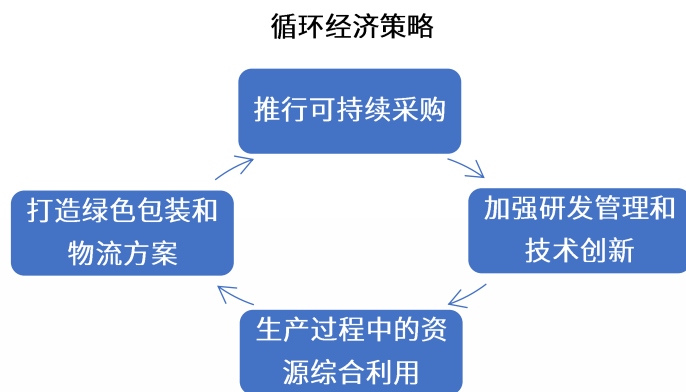 循环经济策略
推行可持续采购
打造绿色包装和
物流方案
加强研发管理和
技术创新
生产过程中的资
源综合利用